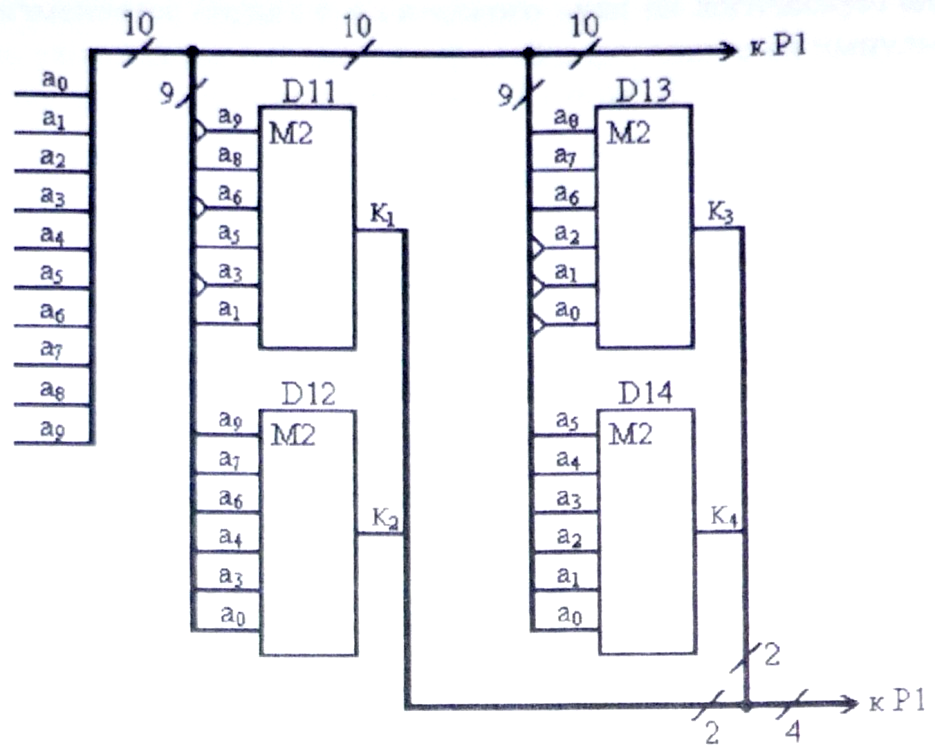 10
10
10
к P1
a₀
a₁
a₂
a₃
a₄
a₅
a₆
a₇
a₈
a₉
9
D11
M2
a₉
a₈
a₆
a₅
a₃
a₁
K₁
D12
M2
a₉
a₇
a₆
a₄
a₃
a₀
K₂
9
D13
M2
a₈
a₇
a₆
a₂
a₁
a₀
K₃
D14
M2
a₅
a₄
a₃
a₂
a₁
a₀
K₄
2
2
4
к P1